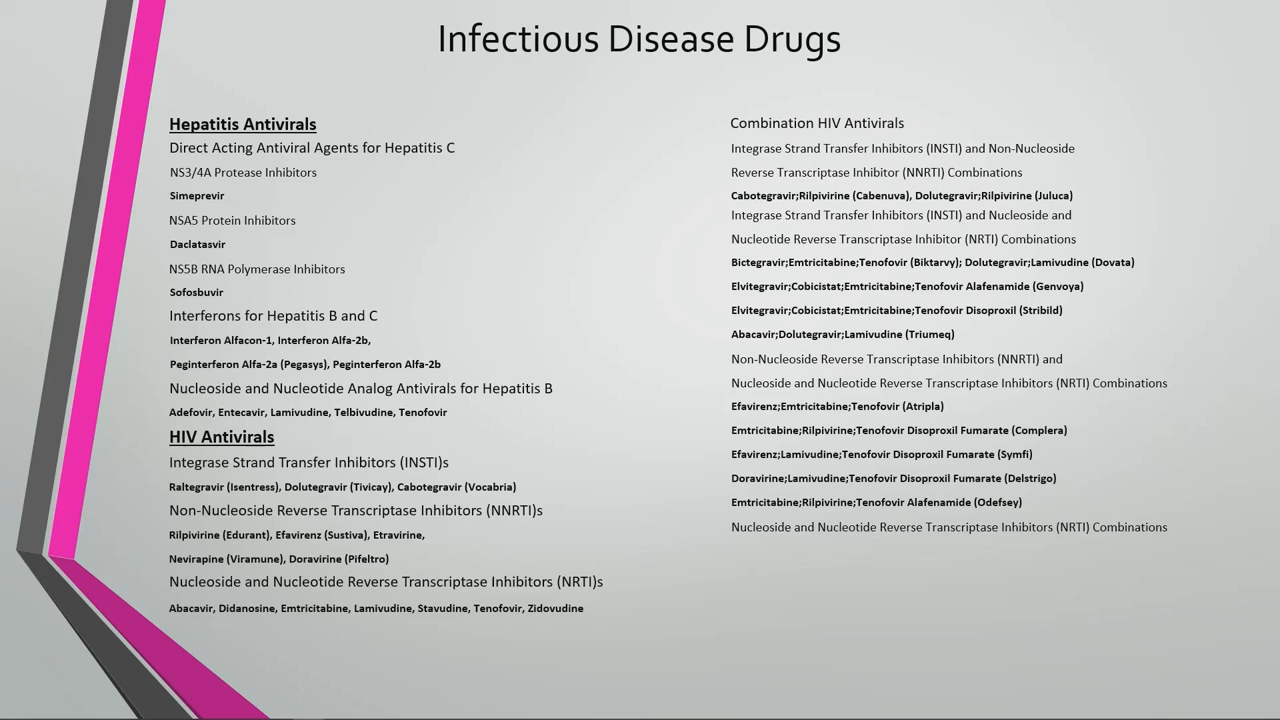 Infectious Disease Drugs
Hepatitis Antivirals
Direct Acting Antiviral Agents for Hepatitis C
NS3/4A Protease Inhibitors
Simeprevir
NSA5 Protein Inhibitors
Daclatasvir
NS5B RNA Polymerase Inhibitors
Sofosbuvir
Interferons for Hepatitis B and C
Interferon Alfacon-1, Interferon Alfa-2b,
Peginterferon Alfa-2a (Pegasys), Peginterferon Alfa-2b
Nucleoside and Nucleotide Analog Antivirals for Hepatitis B
Adefovir, Entecavir, Lamivudine, Telbivudine, Tenofovir
HIV Antivirals
Integrase Strand Transfer Inhibitors (INSTI)s
Raltegravir (Isentress), Dolutegravir (Tivicay), Cabotegravir (Vocabria)
Non-Nucleoside Reverse Transcriptase Inhibitors (NNRTI)s
Rilpivirine (Edurant), Efavirenz (Sustiva), Etravirine,
Nevirapine (Viramune), Doravirine (Pifeltro)
Nucleoside and Nucleotide Reverse Transcriptase Inhibitors (NRTI)s
Abacavir, Didanosine, Emtricitabine, Lamivudine, Stavudine, Tenofovir, Zidovudine
Combination HIV Antivirals
Integrase Strand Transfer Inhibitors (INSTI) and Non-Nucleoside
Reverse Transcriptase Inhibitor (NNRTI) Combinations
Cabotegravir;Rilpivirine (Cabenuva), Dolutegravir;Rilpivirine (Juluca)
Integrase Strand Transfer Inhibitors (INSTI) and Nucleoside and
Nucleotide Reverse Transcriptase Inhibitor (NRTI) Combinations
Bictegravir;Emtricitabine;Tenofovir (Biktarvy); Dolutegravir;Lamivudine (Dovata)
Elvitegravir;Cobicistat;Emtricitabine;Tenofovir Alafenamide (Genvoya)
Elvitegravir;Cobicistat;Emtricitabine;Tenofovir Disoproxil (Stribild)
Abacavir;Dolutegravir;Lamivudine (Triumeq)
Non-Nucleoside Reverse Transcriptase Inhibitors (NNRTI) and
Nucleoside and Nucleotide Reverse Transcriptase Inhibitors (NRTI) Combinations
Efavirenz;Emtricitabine;Tenofovir (Atripla)
Emtricitabine;Rilpivirine;Tenofovir Disoproxil Fumarate (Complera)
Efavirenz;Lamivudine;Tenofovir Disoproxil Fumarate (Symfi)
Doravirine;Lamivudine;Tenofovir Disoproxil Fumarate (Delstrigo)
Emtricitabine;Rilpivirine;Tenofovir Alafenamide (Odefsey)
Nucleoside and Nucleotide Reverse Transcriptase Inhibitors (NRTI) Combinations